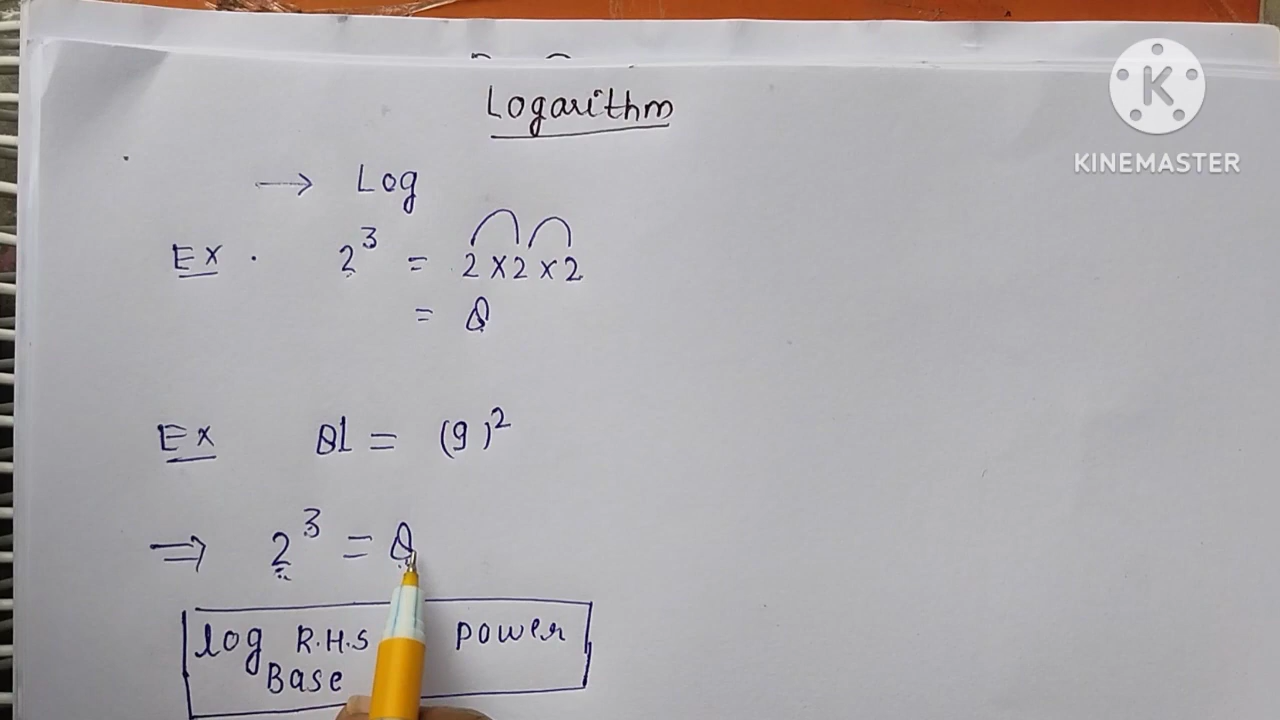 Logarithm
→ Log
Ex. 2³ = 2×2×2
= 8
Ex 81 = (9)²
⇒ 2³ = 8
log R.H.S Power
Base
K
KINEMASTER